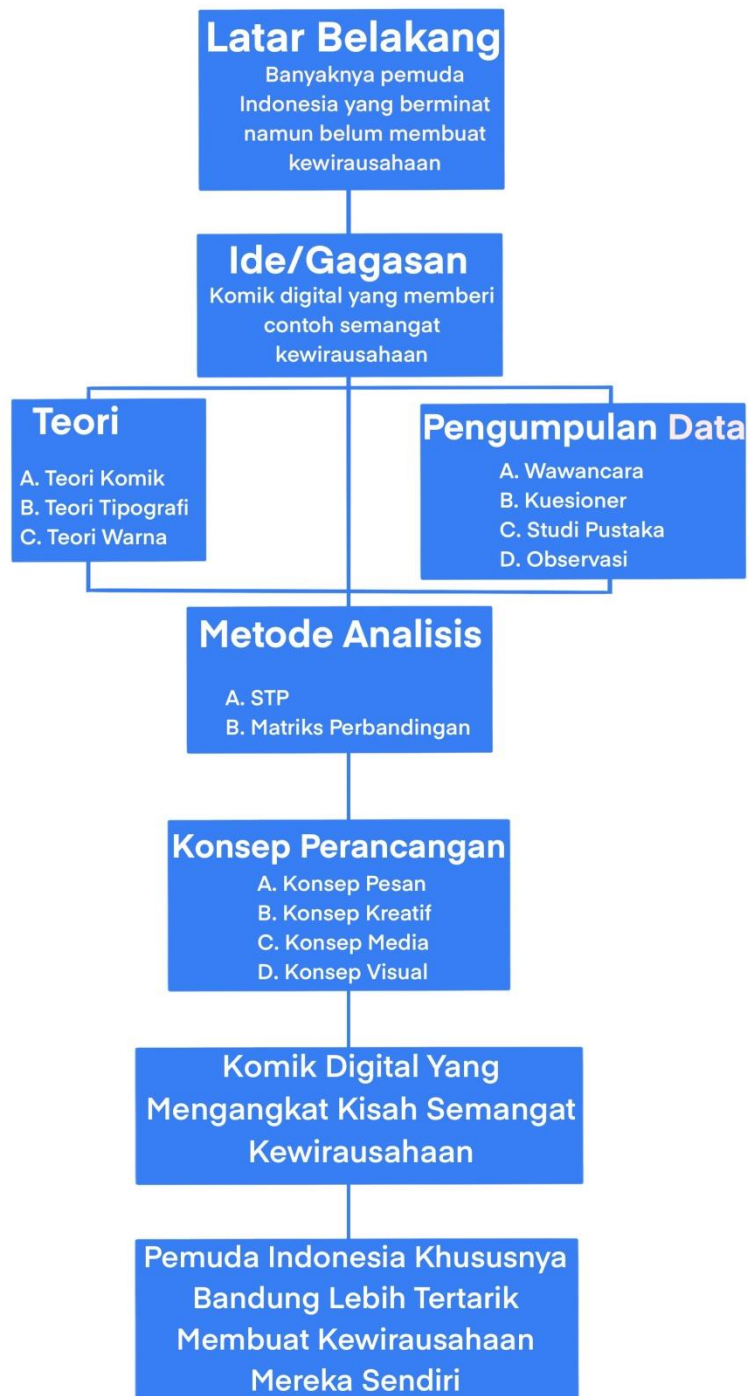 Latar Belakang
Banyaknya pemuda
Indonesia yang berminat
namun belum membuat
kewirausahaan
Ide/Gagasan
Komik digital yang memberi
contoh semangat
kewirausahaan
Teori
A. Teori Komik
B. Teori Tipografi
C. Teori Warna
Pengumpulan Data
A. Wawancara
B. Kuesioner
C. Studi Pustaka
D. Observasi
Metode Analisis
A. STP
B. Matriks Perbandingan
Konsep Perancangan
A. Konsep Pesan
B. Konsep Kreatif
C. Konsep Media
D. Konsep Visual
Komik Digital Yang
Mengangkat Kisah Semangat
Kewirausahaan
Pemuda Indonesia Khususnya
Bandung Lebih Tertarik
Membuat Kewirausahaan
Mereka Sendiri